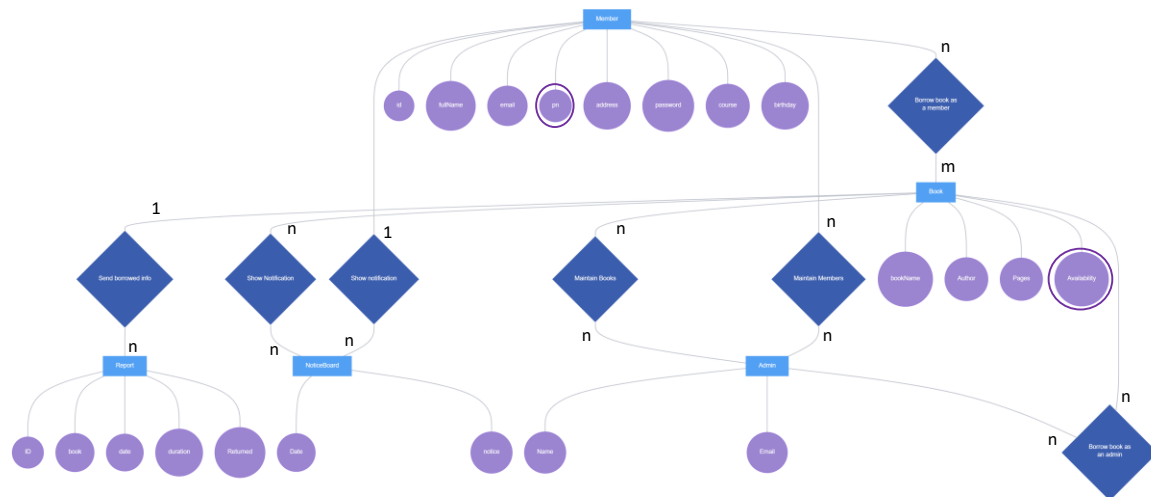 Member
n
id
fullName
email
pn
address
password
course
birthday
Borrow book as
a member
m
Book
1
n
1
n
n
Send borrowed info
Show Notification
Show notification
Maintain Books
Maintain Members
bookName
Author
Pages
Availability
n
n
n
n
n
Report
NoticeBoard
Admin
n
n
ID
book
date
duration
Returned
Date
notice
Name
Email
Borrow book as
an admin